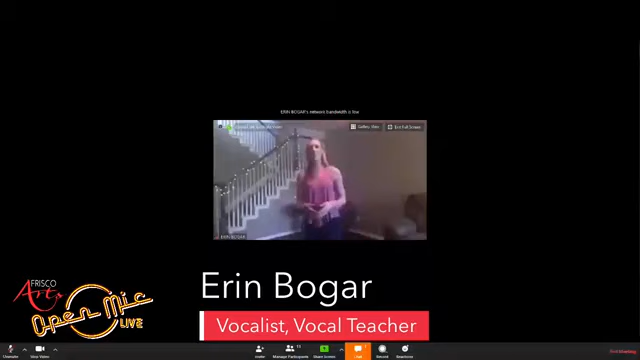 ERIN BOGAR's network bandwidth is low
Gallery View
Exit Full Screen
ERIN BOGAR
Erin Bogar
Vocalist, Vocal Teacher
FRISCO
Arts
OPEN MIC
LIVE
Unmute
Stop Video
Invite
Manage Participants
Share Screen
Chat
Record
Reactions
End Meeting